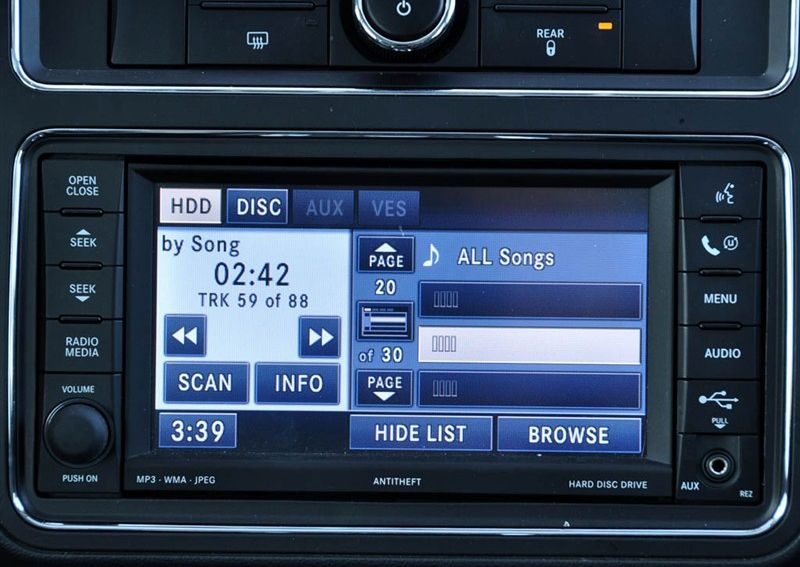 REAR
OPEN
CLOSE
SEEK
SEEK
RADIO
MEDIA
VOLUME
PUSH ON
HDD DISC AUX VES
by Song
02:42
TRK 59 of 88
SCAN INFO
3:39
PAGE
20
of 30
PAGE
ALL Songs
HIDE LIST BROWSE
MENU
AUDIO
PULL
AUX
REZ
MP3 · WMA · JPEG ANTITHEFT HARD DISC DRIVE